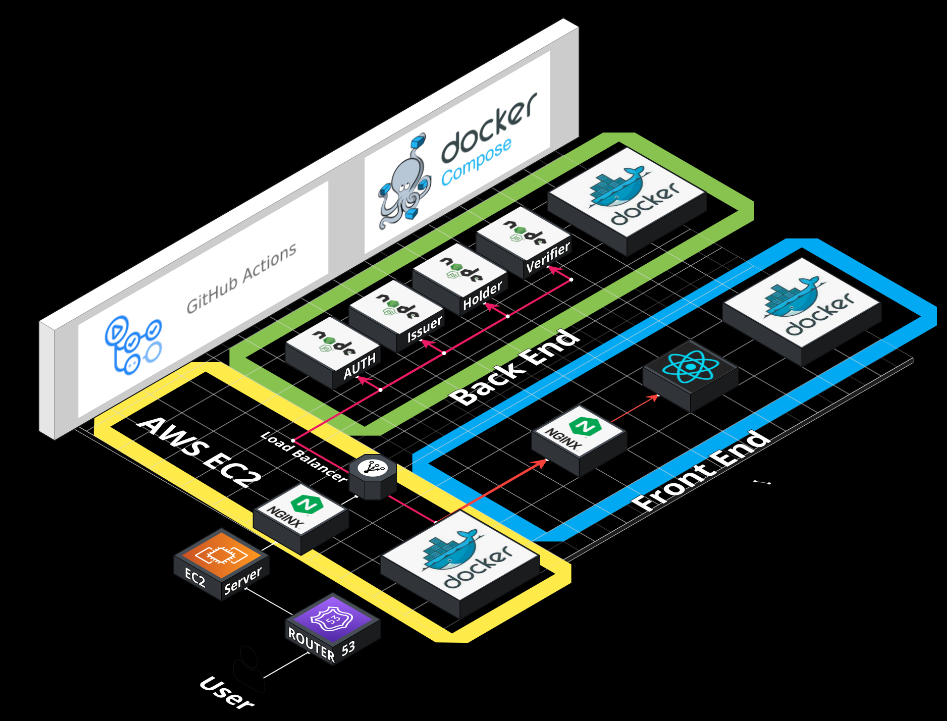 docker
Compose
GitHub Actions
docker
node
Verifier
node
Holder
node
Issuer
node
AUTH
Back End
docker
NGINX
Front End
AWS EC2
Load Balancer
NGINX
docker
EC2 Server
53
ROUTER 53
User